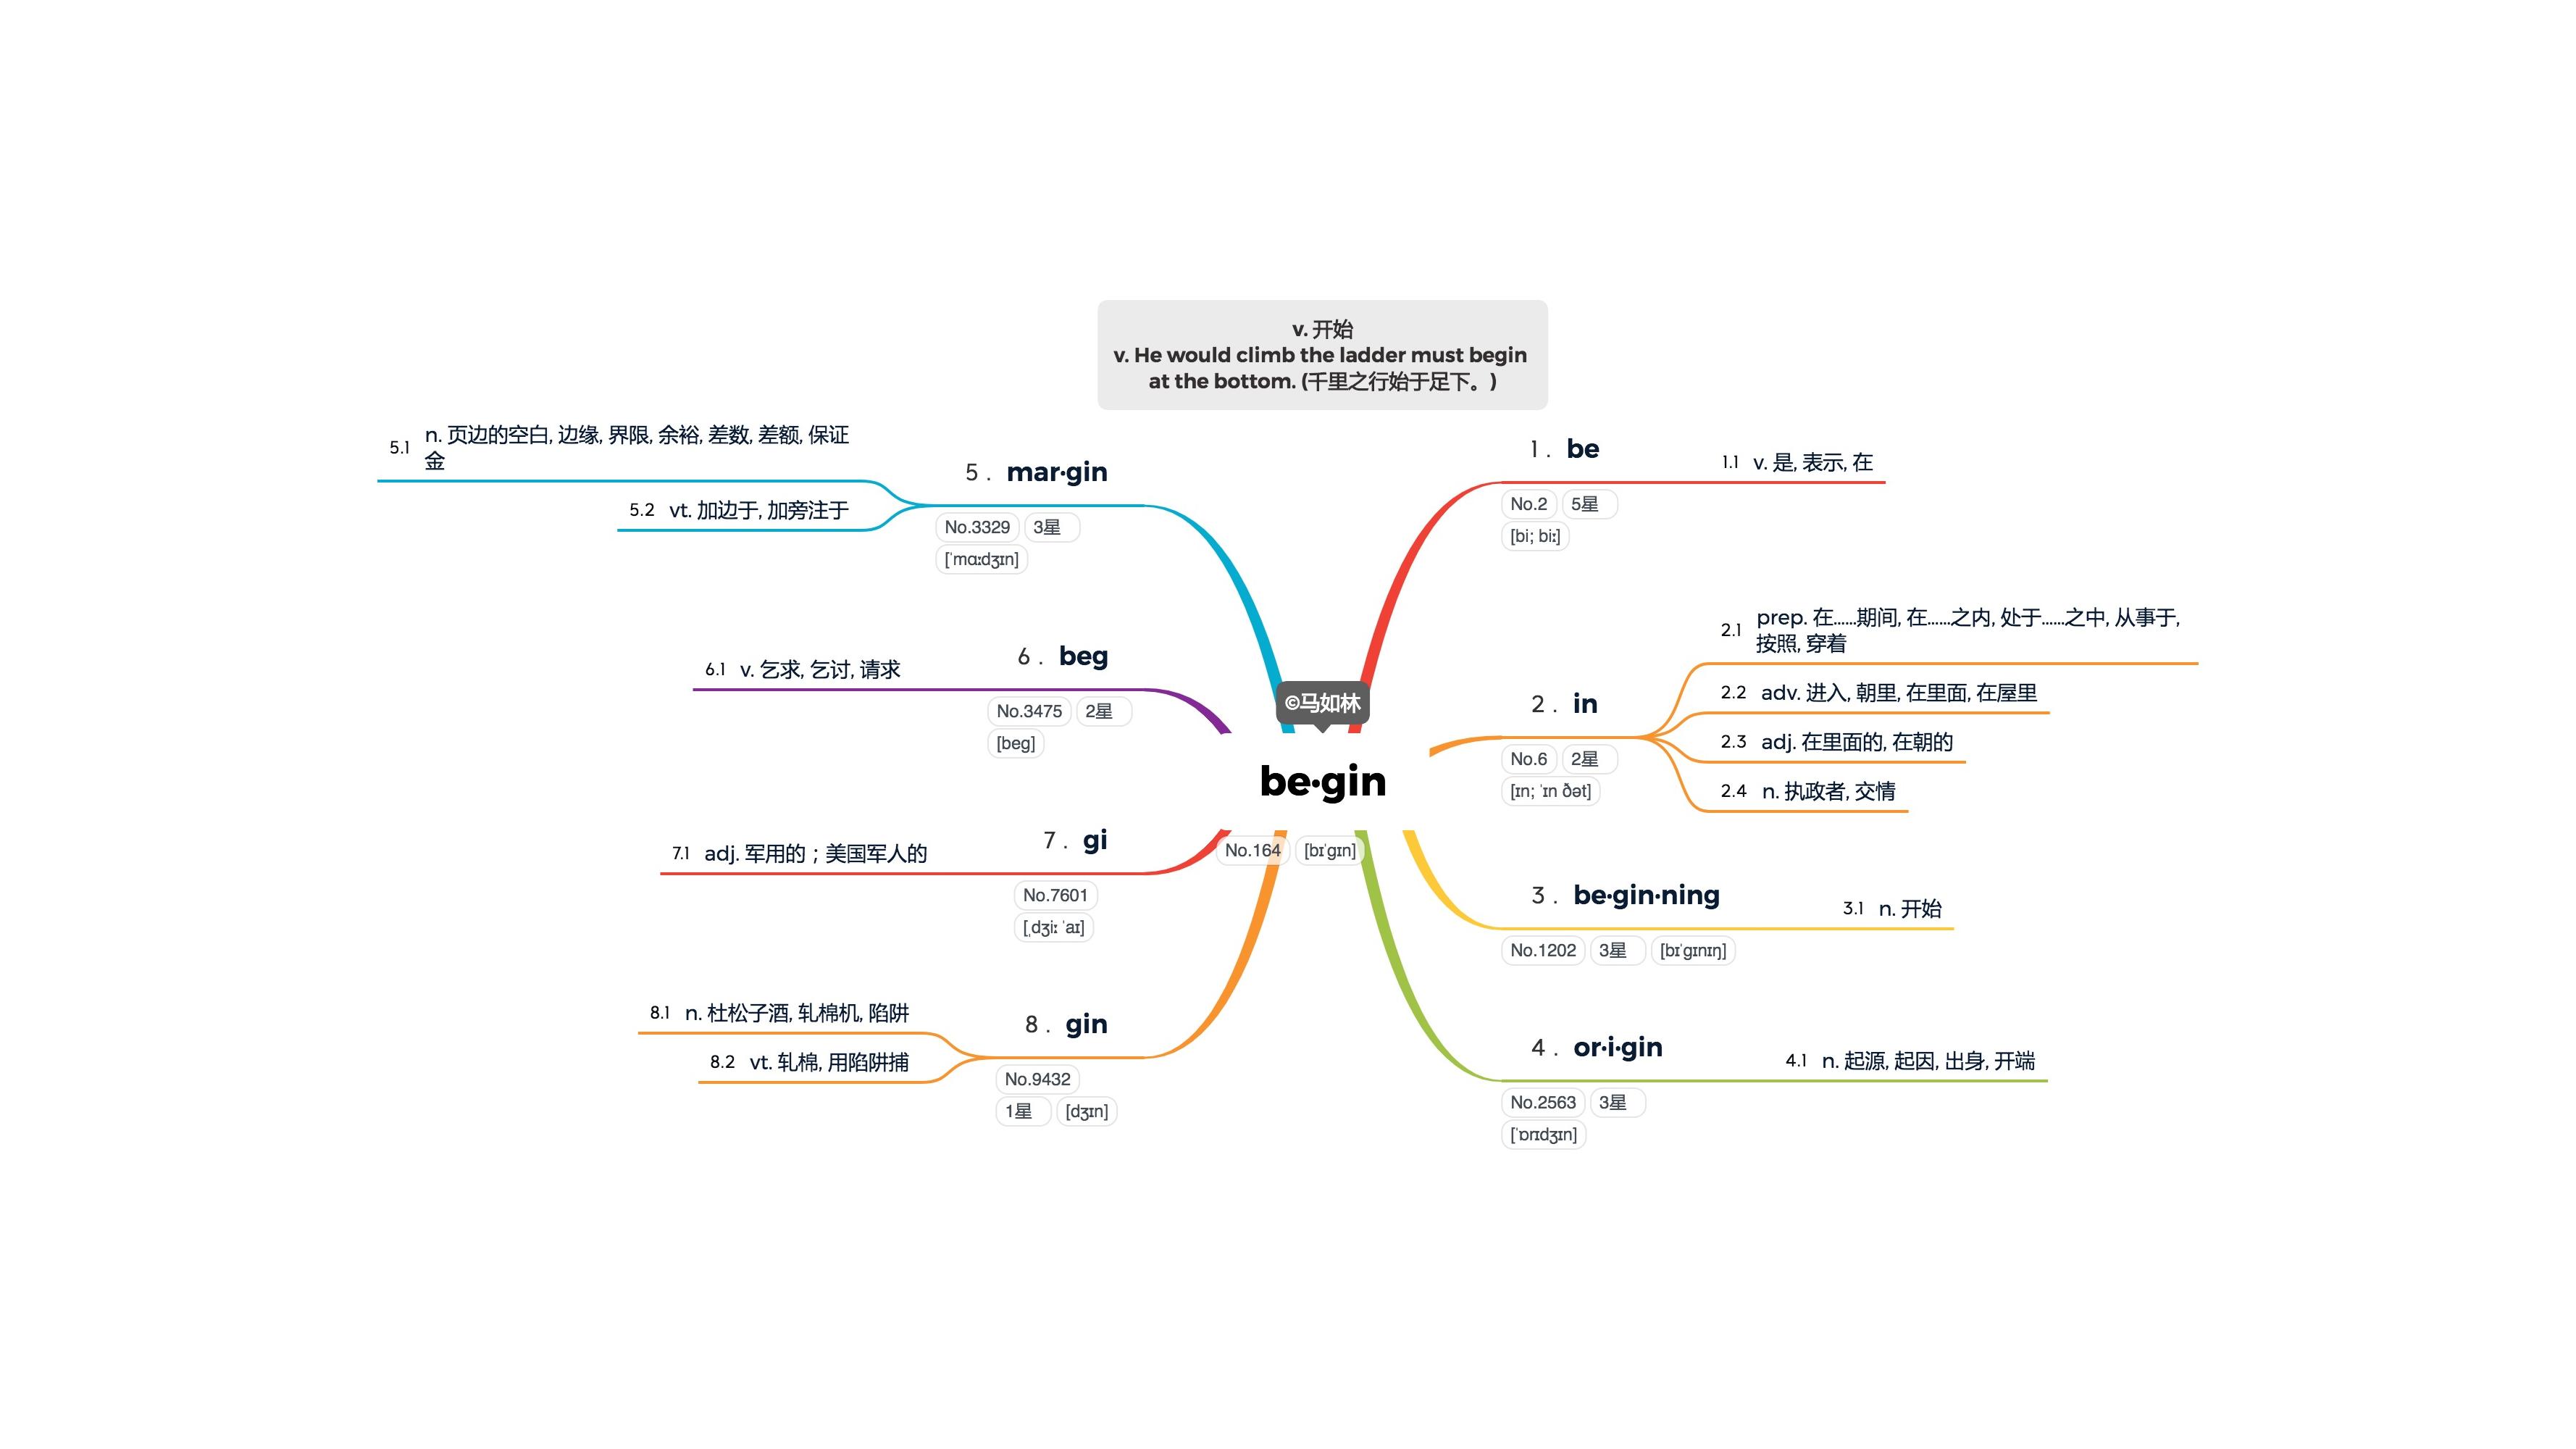 v. 开始
v. He would climb the ladder must begin
at the bottom. (千里之行始于足下。)
©马如林
be·gin
No.164 [bɪˈgɪn]
1. be
No.2 5星
[bi; biː]
1.1 v. 是, 表示, 在
2. in
No.6 2星
[ɪn; ˈɪn ðət]
2.1 prep. 在……期间, 在……之内, 处于……之中, 从事于,
按照, 穿着
2.2 adv. 进入, 朝里, 在里面, 在屋里
2.3 adj. 在里面的, 在朝的
2.4 n. 执政者, 交情
3. be·gin·ning
No.1202 3星 [bɪˈgɪnɪŋ]
3.1 n. 开始
4. or·i·gin
No.2563 3星
[ˈɒrɪdʒɪn]
4.1 n. 起源, 起因, 出身, 开端
5. mar·gin
No.3329 3星
[ˈmɑːdʒɪn]
5.1 n. 页边的空白, 边缘, 界限, 余裕, 差数, 差额, 保证
金
5.2 vt. 加边于, 加旁注于
6. beg
No.3475 2星
[beg]
6.1 v. 乞求, 乞讨, 请求
7. gi
No.7601
[ˌdʒiː ˈaɪ]
7.1 adj. 军用的；美国军人的
8. gin
No.9432
1星 [dʒɪn]
8.1 n. 杜松子酒, 轧棉机, 陷阱
8.2 vt. 轧棉, 用陷阱捕